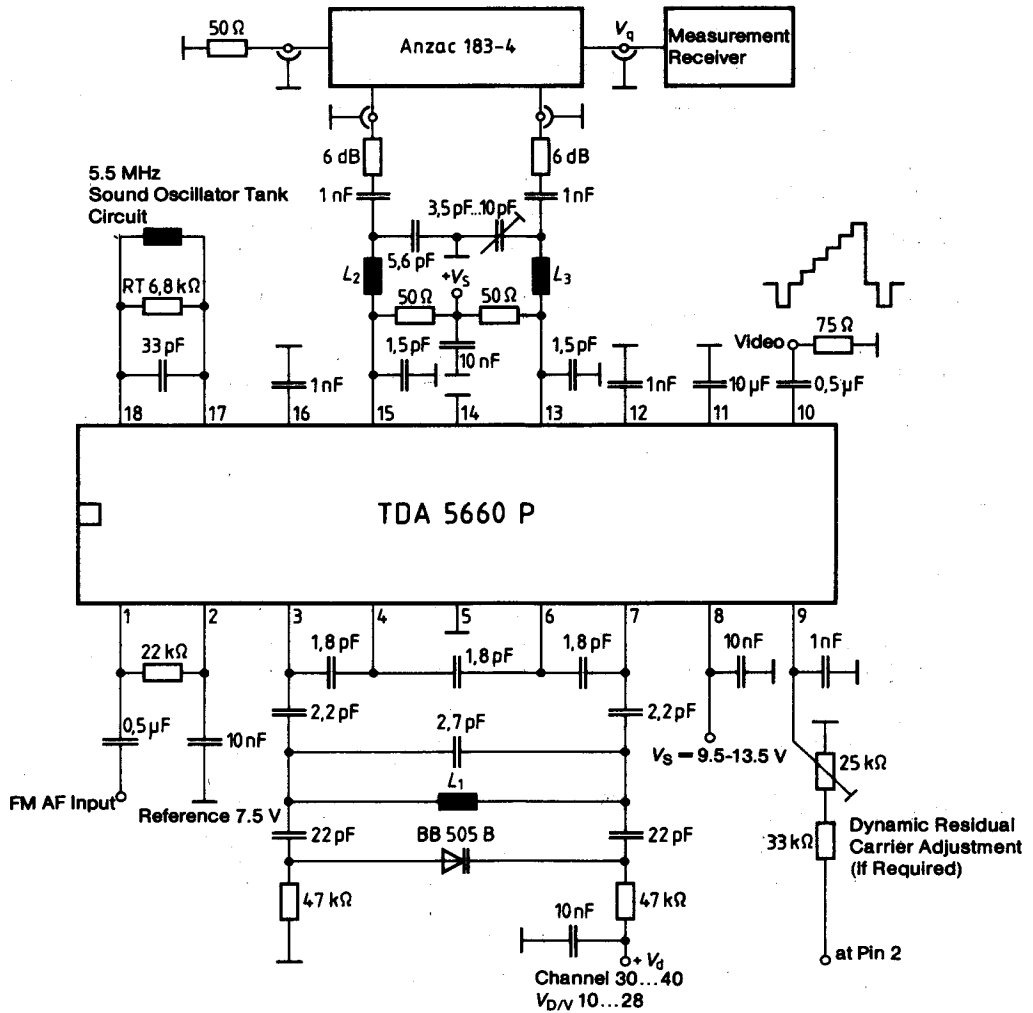 50 Ω
Anzac 183-4
Vq
Measurement
Receiver
6 dB
6 dB
1 nF
1 nF
5.5 MHz
Sound Oscillator Tank
Circuit
3,5 pF...10 pF
5,6 pF
L2
+VS
L3
RT 6,8 kΩ
50 Ω
50 Ω
33 pF
1,5 pF
10 nF
1,5 pF
Video
75 Ω
1 nF
1 nF
10 µF
0,5 µF
18
17
16
15
14
13
12
11
10
TDA 5660 P
1
2
3
4
5
6
7
8
9
22 kΩ
1,8 pF
1,8 pF
1,8 pF
10 nF
1 nF
0,5 µF
10 nF
2,2 pF
2,7 pF
2,2 pF
VS = 9.5-13.5 V
25 kΩ
FM AF Input
Reference 7.5 V
L1
22 pF
BB 505 B
22 pF
33 kΩ
Dynamic Residual
Carrier Adjustment
(if Required)
47 kΩ
10 nF
47 kΩ
+ Vd
at Pin 2
Channel 30...40
VD/V 10...28